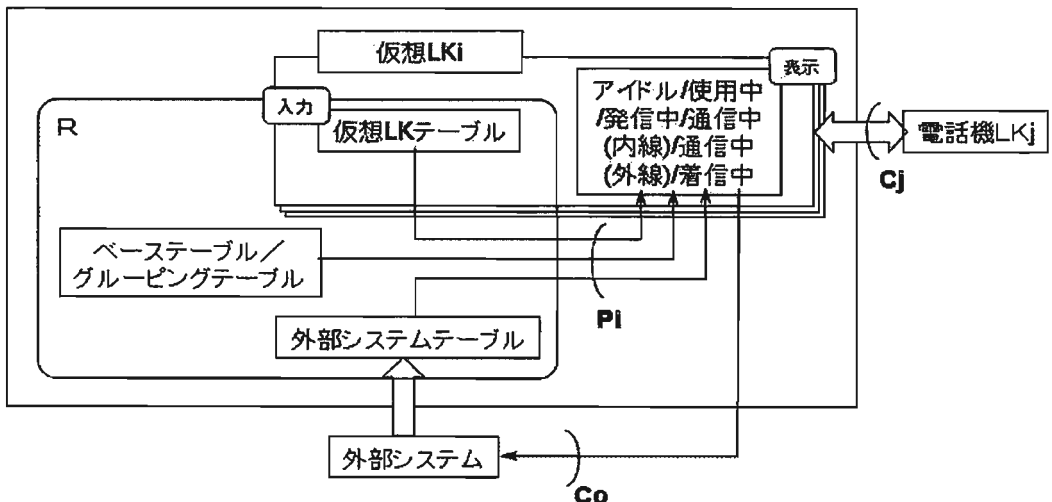 仮想LKi
表示
アイドル/使用中
/発信中/通信中
(内線)/通信中
(外線)/着信中
入力
R
仮想LKテーブル
電話機LKj
Cj
ベーステーブル／
グルーピングテーブル
Pi
外部システムテーブル
外部システム
Co